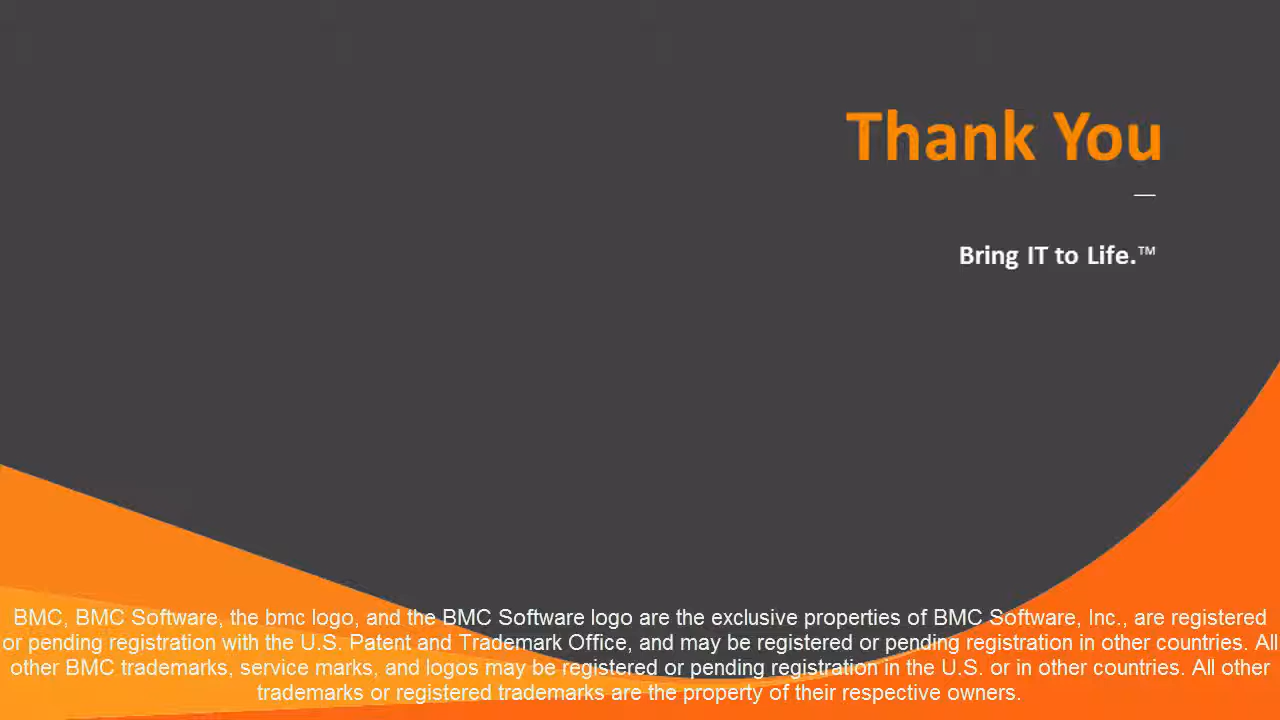 Thank You
Bring IT to Life.™
BMC, BMC Software, the bmc logo, and the BMC Software logo are the exclusive properties of BMC Software, Inc., are registered
or pending registration with the U.S. Patent and Trademark Office, and may be registered or pending registration in other countries. All
other BMC trademarks, service marks, and logos may be registered or pending registration in the U.S. or in other countries. All other
trademarks or registered trademarks are the property of their respective owners.